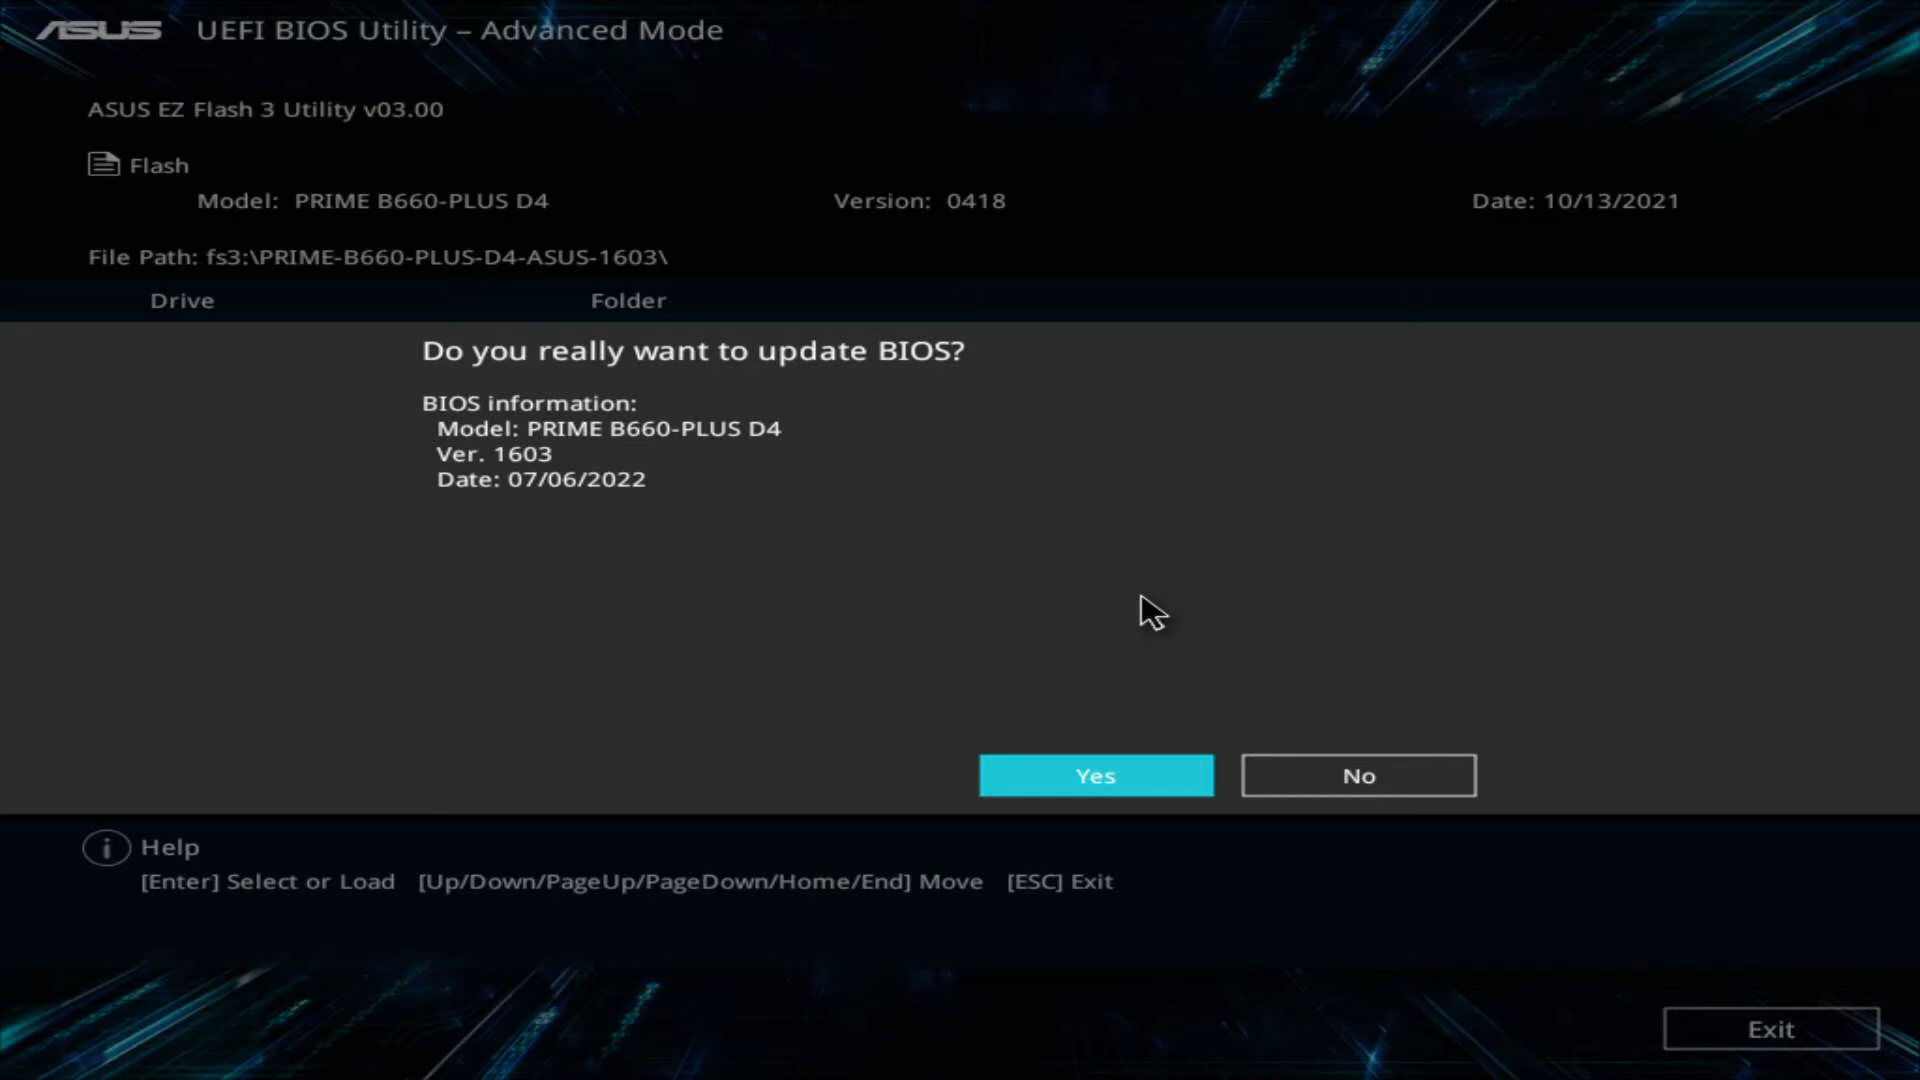 ASUS UEFI BIOS Utility – Advanced Mode
ASUS EZ Flash 3 Utility v03.00
Flash
Model: PRIME B660-PLUS D4 Version: 0418 Date: 10/13/2021
File Path: fs3:\PRIME-B660-PLUS-D4-ASUS-1603\
Drive Folder
Do you really want to update BIOS?
BIOS information:
Model: PRIME B660-PLUS D4
Ver. 1603
Date: 07/06/2022
Yes No
Help
[Enter] Select or Load [Up/Down/PageUp/PageDown/Home/End] Move [ESC] Exit
Exit